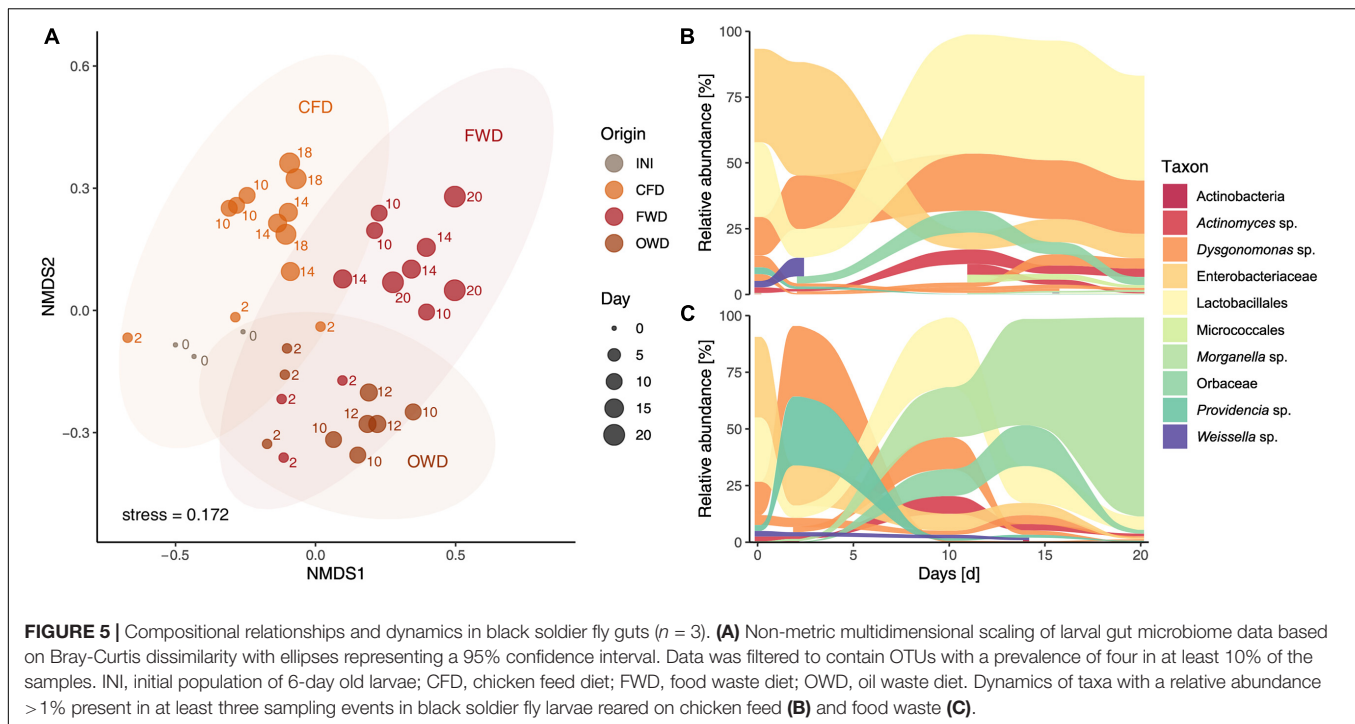 A
0.6
0.3
0.0
−0.3
NMDS2
−0.5
0.0
0.5
NMDS1
CFD
FWD
OWD
18
18
10
10
10
14
14
18
14
2
2
2
0
0
0
10
10
14
14
14
20
20
20
10
2
2
2
2
2
2
12
12
12
10
10
10
stress = 0.172
Origin
INI
CFD
FWD
OWD
Day
0
5
10
15
20
B
100
75
50
25
0
Relative abundance [%]
C
100
75
50
25
0
Relative abundance [%]
0
5
10
15
20
Days [d]
Taxon
Actinobacteria
Actinomyces sp.
Dysgonomonas sp.
Enterobacteriaceae
Lactobacillales
Micrococcales
Morganella sp.
Orbaceae
Providencia sp.
Weissella sp.
FIGURE 5 | Compositional relationships and dynamics in black soldier fly guts (n = 3). (A) Non-metric multidimensional scaling of larval gut microbiome data based
on Bray-Curtis dissimilarity with ellipses representing a 95% confidence interval. Data was filtered to contain OTUs with a prevalence of four in at least 10% of the
samples. INI, initial population of 6-day old larvae; CFD, chicken feed diet; FWD, food waste diet; OWD, oil waste diet. Dynamics of taxa with a relative abundance
>1% present in at least three sampling events in black soldier fly larvae reared on chicken feed (B) and food waste (C).